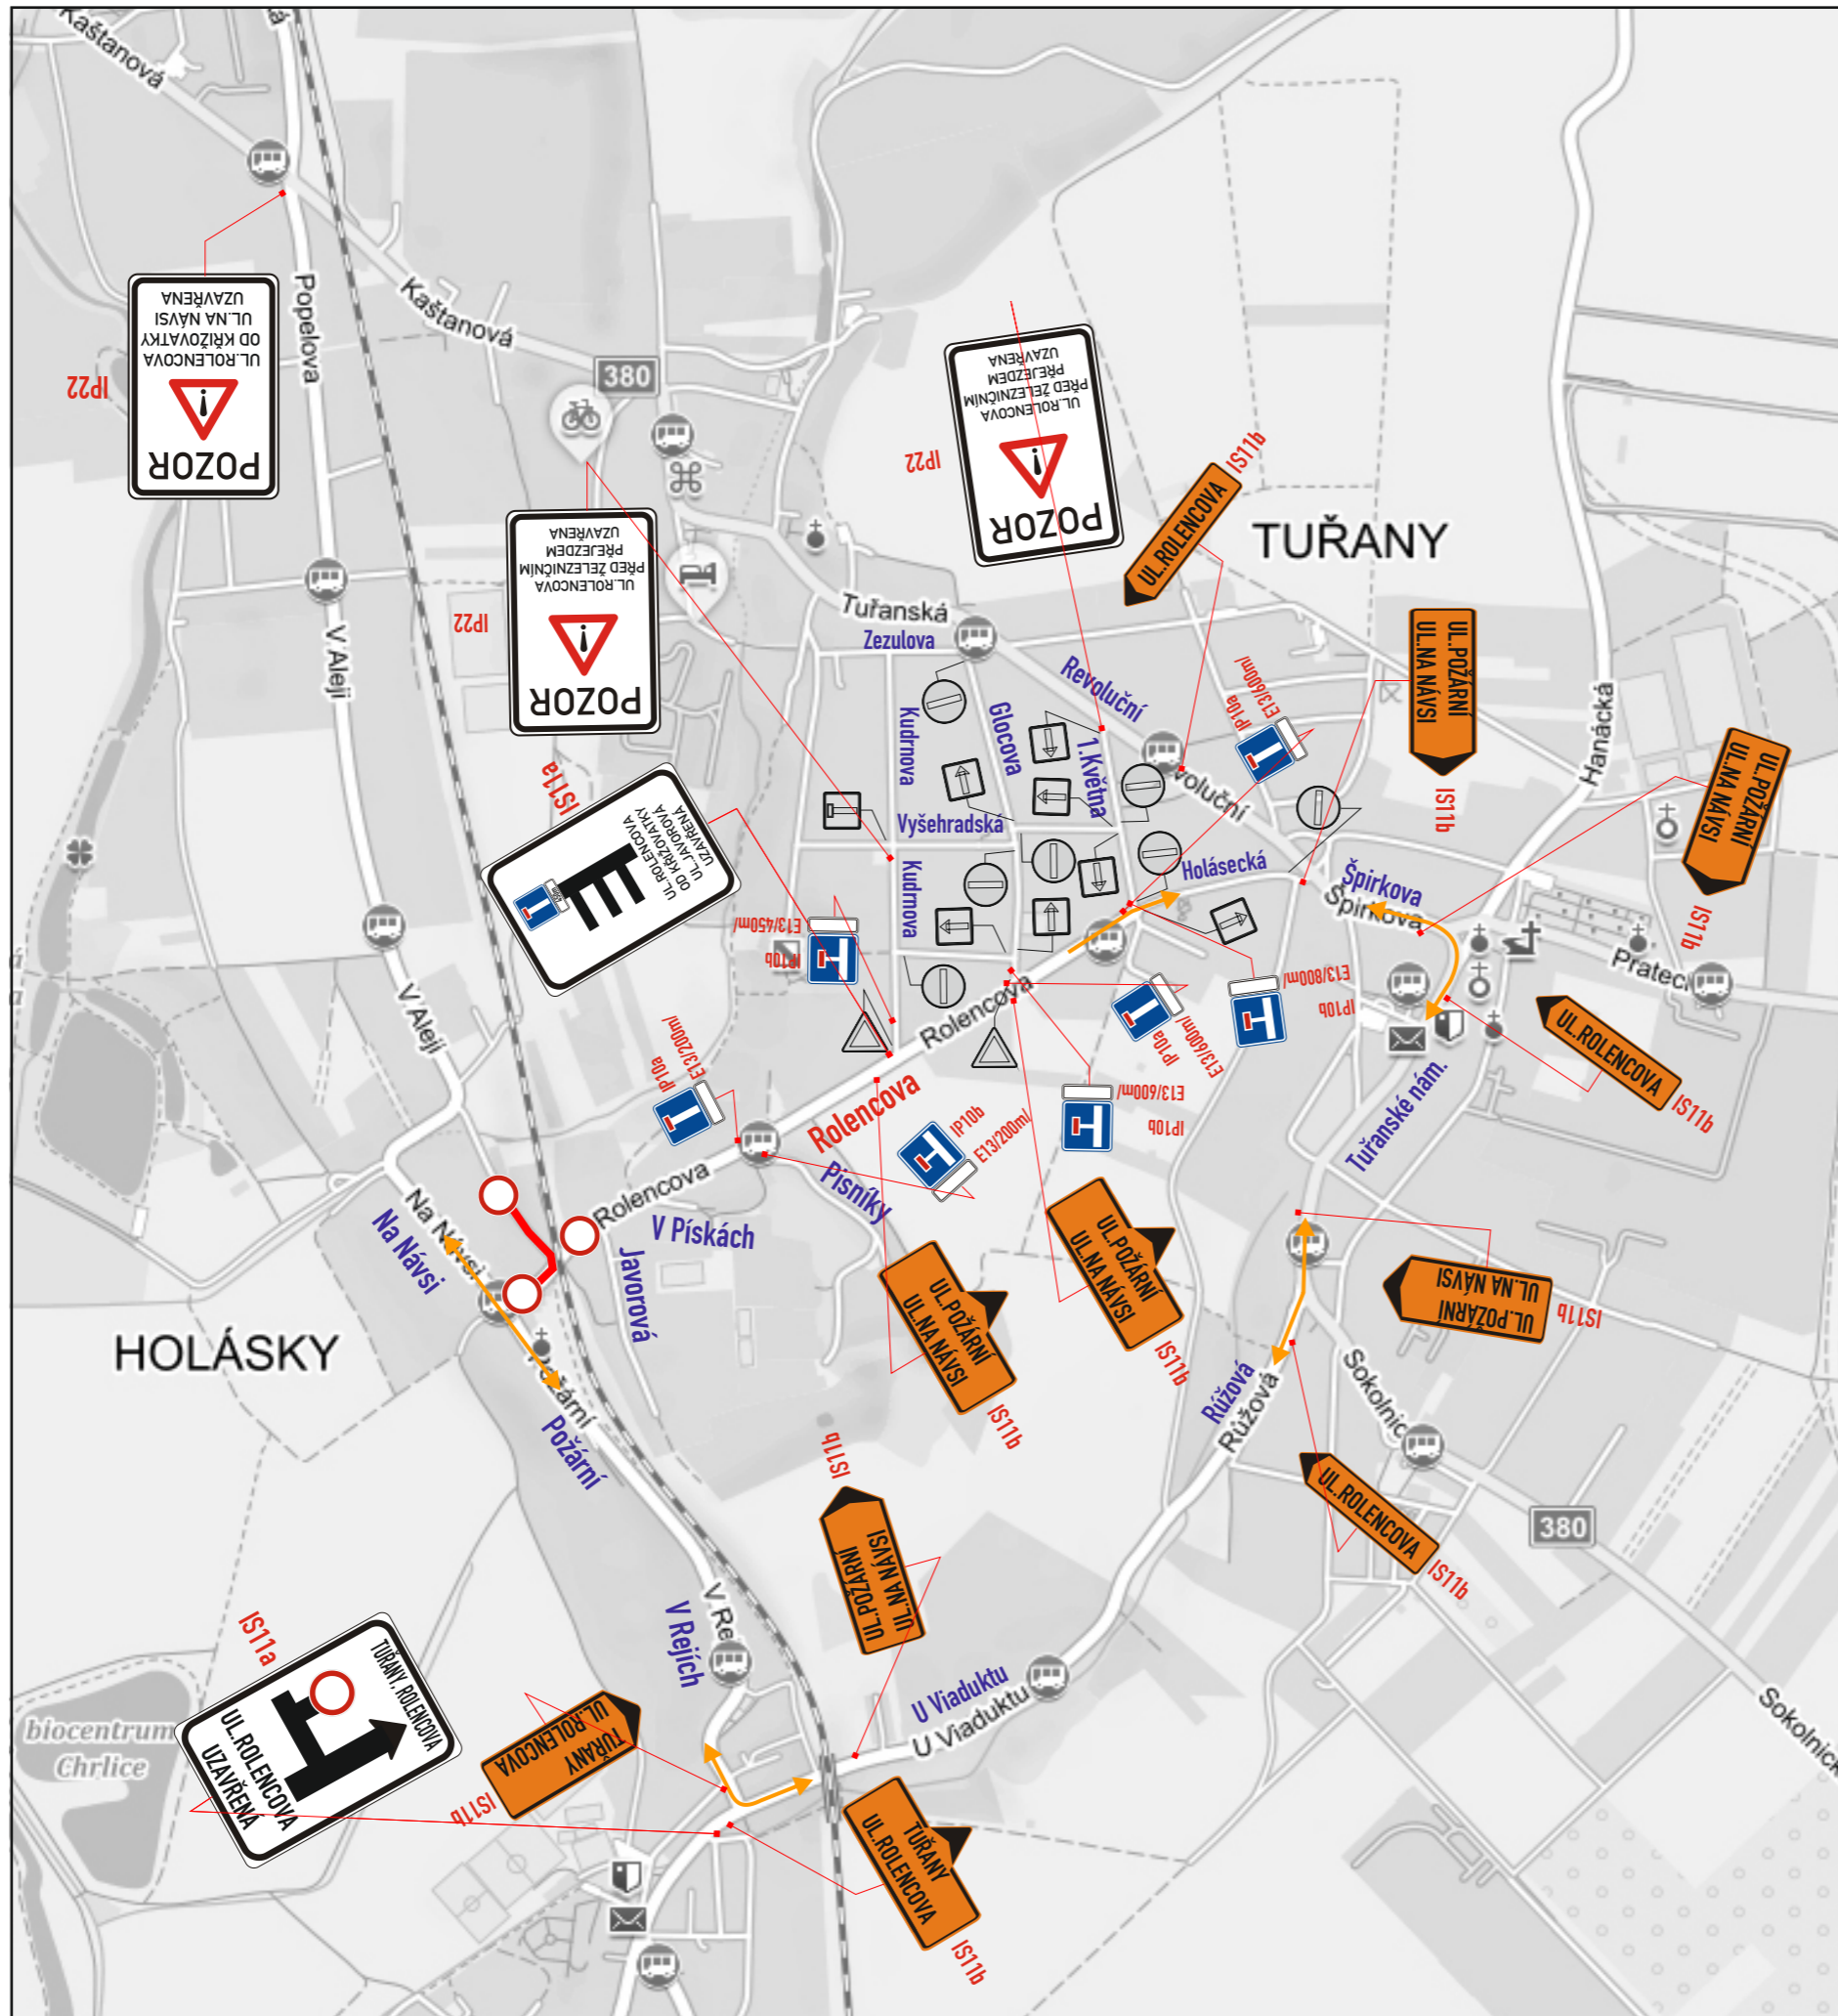 Kaštanová
Popelova
Kaštanová
380
UL.ROLENCOVA
OD KŘIŽOVATKY
UL.NA NÁVSI
UZAVŘENA
POZOR
IP22
POZOR
UL.ROLENCOVA
PŘED ŽELEZNIČNÍM
PŘEJEZDEM
UZAVŘENA
IP22
POZOR
UL.ROLENCOVA
PŘED ŽELEZNIČNÍM
PŘEJEZDEM
UZAVŘENA
IP22
UL.ROLENCOVA
IS11b
TUŘANY
V Aleji
Tuřanská
Zezulova
Revoluční
voluční
Kudrnova
Glocova
1.Května
Vyšehradská
Kudrnova
Holásecká
IP10a
E13/600m/
UL.POŽÁRNÍ
UL.NA NÁVSI
IS11b
Hanácká
UL.POŽÁRNÍ
UL.NA NÁVSI
IS11b
Špirkova
Špirkova
Prateck
IS11a
UL.ROLENCOVA
OD KŘIŽOVATKY
UL.JAVOROVÁ
UZAVŘENA
IP10b
E13/450m/
V Aleji
Rolencova
IP10a
E13/600m/
IP10b
E13/800m/
UL.ROLENCOVA
IS11b
IP10a
E13/200m/
Rolencova
IP10b
E13/200m/
IP10b
E13/600m/
Tuřanské nám.
Na Návsi
Na Návsi
Rolencova
V Pískách
Písníky
Javorová
HOLÁSKY
UL.POŽÁRNÍ
UL.NA NÁVSI
IS11b
UL.POŽÁRNÍ
UL.NA NÁVSI
IS11b
UL.POŽÁRNÍ
UL.NA NÁVSI
IS11b
Růžová
Růžová
Sokolnic
Požární
Požární
UL.POŽÁRNÍ
UL.NA NÁVSI
IS11b
UL.ROLENCOVA
IS11b
380
V Re
V Rejích
U Viaduktu
U Viaduktu
Sokolnick
IS11a
TUŘANY, ROLENCOVA
UL.ROLENCOVA
UZAVŘENA
biocentrum
Chrlice
TUŘANY
UL.ROLENCOVA
IS11b
TUŘANY
UL.ROLENCOVA
IS11b